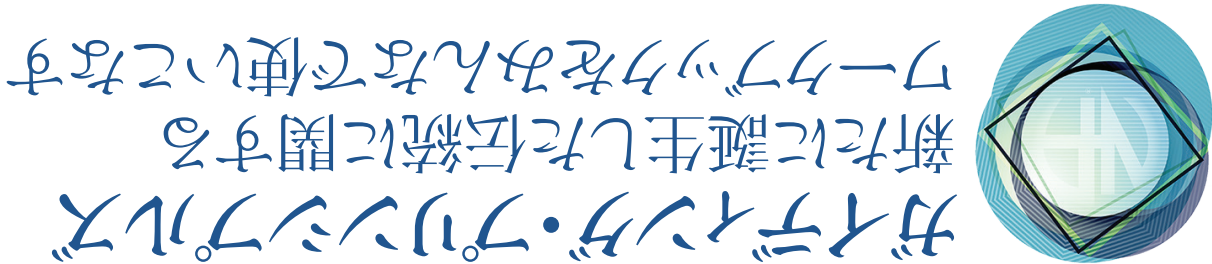 ガイディング・プリンシプルズ
新たに誕生した伝統に関する
ワークブックをみんなで使いこなす